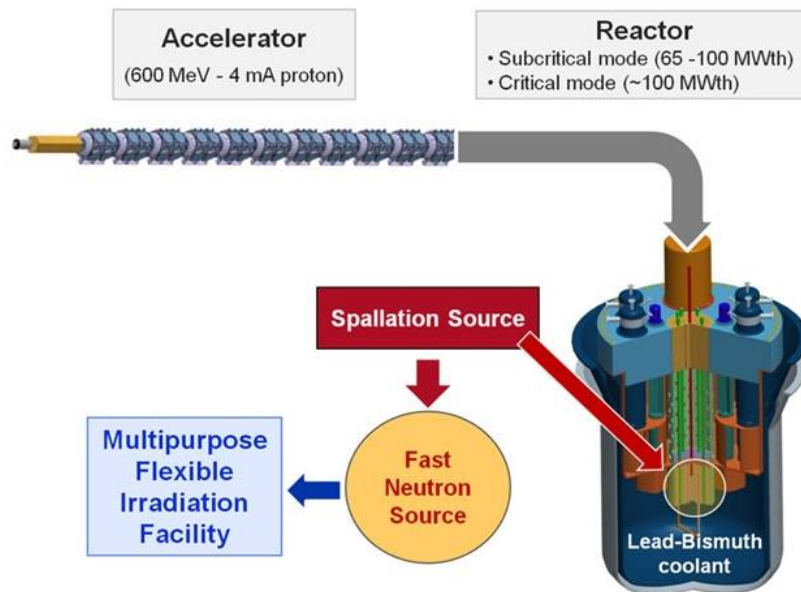 Accelerator
(600 MeV - 4 mA proton)
Reactor
• Subcritical mode (65 -100 MWth)
• Critical mode (~100 MWth)
Spallation Source
Multipurpose
Flexible
Irradiation
Facility
Fast
Neutron
Source
Lead-Bismuth
coolant